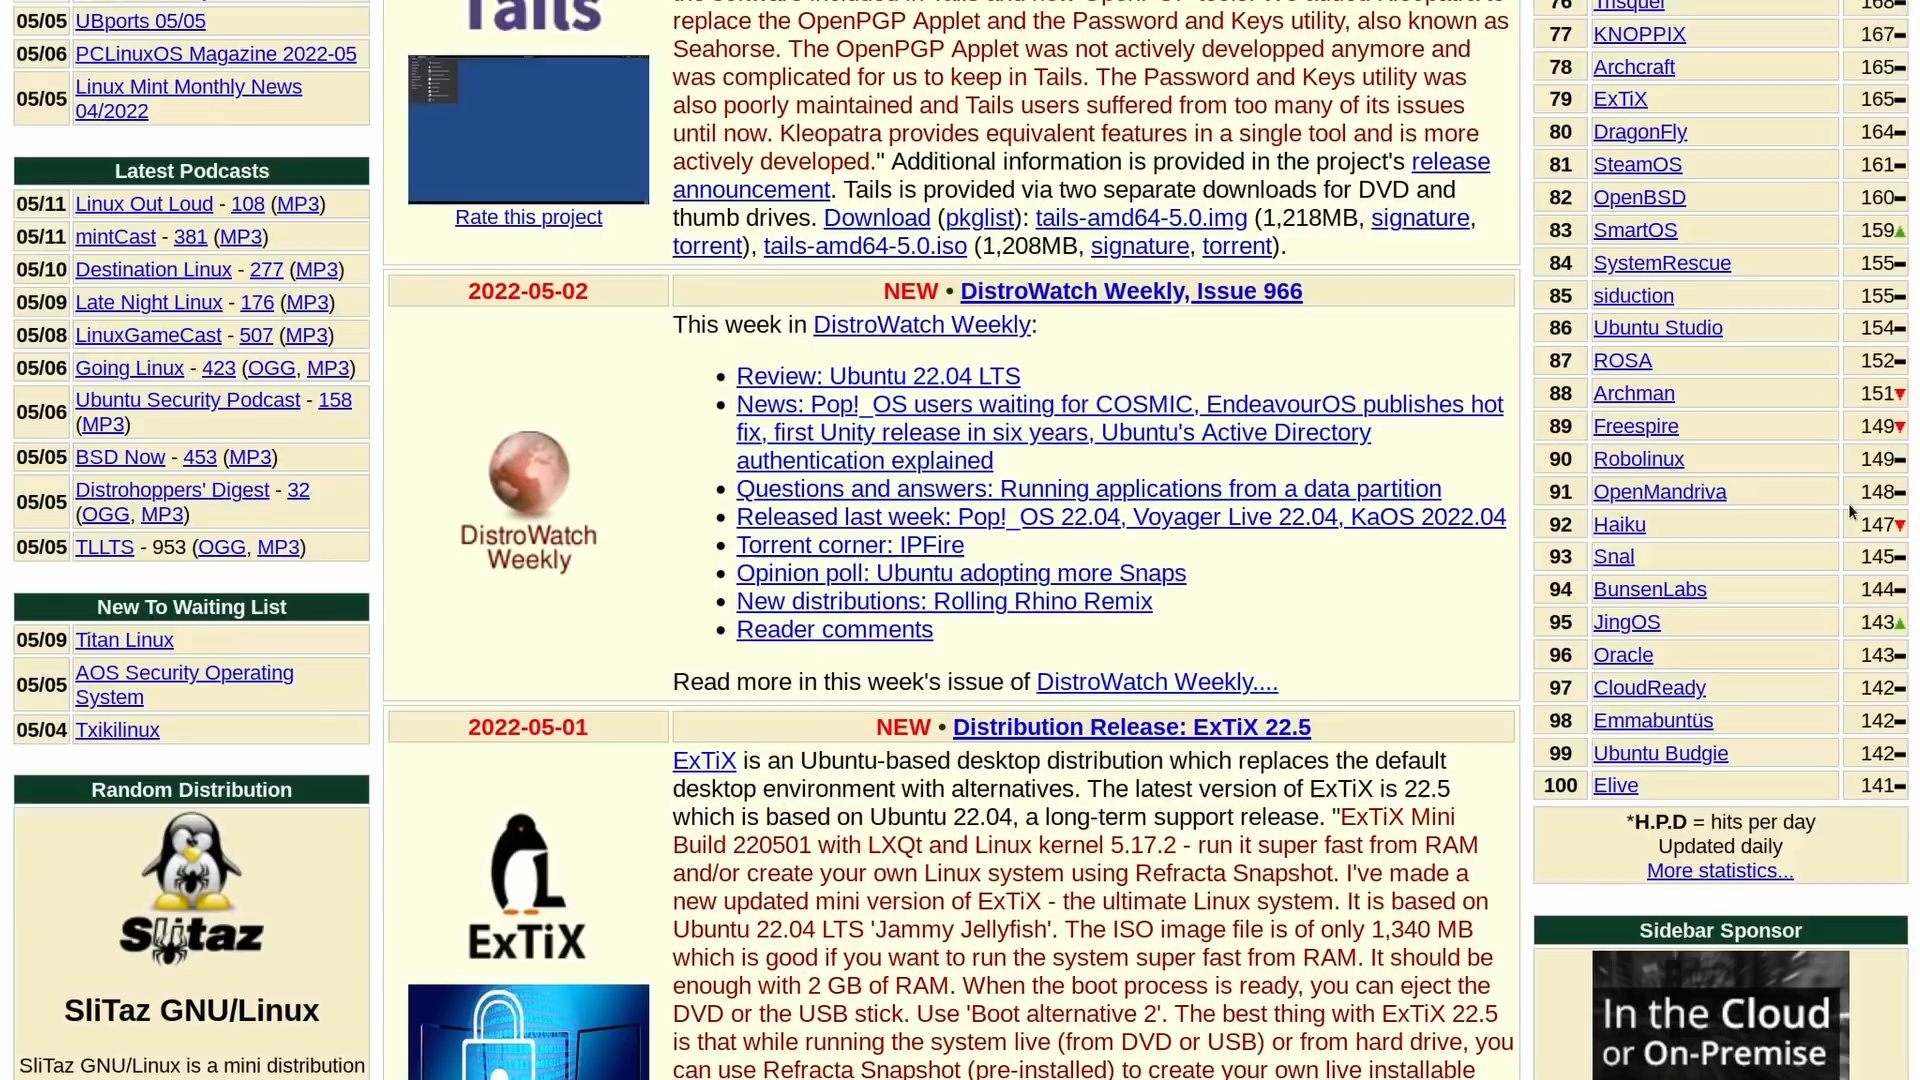 UBports 05/05
05/05
05/06 PCLinuxOS Magazine 2022-05
05/05 Linux Mint Monthly News
04/2022
Latest Podcasts
05/11 Linux Out Loud - 108 (MP3)
05/11 mintCast - 381 (MP3)
05/10 Destination Linux - 277 (MP3)
05/09 Late Night Linux - 176 (MP3)
05/08 LinuxGameCast - 507 (MP3)
05/06 Going Linux - 423 (OGG, MP3)
05/06 Ubuntu Security Podcast - 158
(MP3)
05/05 BSD Now - 453 (MP3)
05/05 Distrohoppers' Digest - 32
(OGG, MP3)
05/05 TLLTS - 953 (OGG, MP3)
New To Waiting List
05/09 Titan Linux
05/05 AOS Security Operating
System
05/04 Txikilinux
Random Distribution
SliTaz
SliTaz GNU/Linux
SliTaz GNU/Linux is a mini distribution
Tails
Rate this project
replace the OpenPGP Applet and the Password and Keys utility, also known as
Seahorse. The OpenPGP Applet was not actively developped anymore and
was complicated for us to keep in Tails. The Password and Keys utility was
also poorly maintained and Tails users suffered from too many of its issues
until now. Kleopatra provides equivalent features in a single tool and is more
actively developed." Additional information is provided in the project's release
announcement. Tails is provided via two separate downloads for DVD and
thumb drives. Download (pkglist): tails-amd64-5.0.img (1,218MB, signature,
torrent), tails-amd64-5.0.iso (1,208MB, signature, torrent).
2022-05-02 NEW • DistroWatch Weekly, Issue 966
DistroWatch
Weekly
This week in DistroWatch Weekly:
• Review: Ubuntu 22.04 LTS
• News: Pop!_OS users waiting for COSMIC, EndeavourOS publishes hot
fix, first Unity release in six years, Ubuntu's Active Directory
authentication explained
• Questions and answers: Running applications from a data partition
• Released last week: Pop!_OS 22.04, Voyager Live 22.04, KaOS 2022.04
• Torrent corner: IPFire
• Opinion poll: Ubuntu adopting more Snaps
• New distributions: Rolling Rhino Remix
• Reader comments
Read more in this week's issue of DistroWatch Weekly....
2022-05-01 NEW • Distribution Release: ExTiX 22.5
ExTiX
ExTiX is an Ubuntu-based desktop distribution which replaces the default
desktop environment with alternatives. The latest version of ExTiX is 22.5
which is based on Ubuntu 22.04, a long-term support release. "ExTiX Mini
Build 220501 with LXQt and Linux kernel 5.17.2 - run it super fast from RAM
and/or create your own Linux system using Refracta Snapshot. I've made a
new updated mini version of ExTiX - the ultimate Linux system. It is based on
Ubuntu 22.04 LTS 'Jammy Jellyfish'. The ISO image file is of only 1,340 MB
which is good if you want to run the system super fast from RAM. It should be
enough with 2 GB of RAM. When the boot process is ready, you can eject the
DVD or the USB stick. Use 'Boot alternative 2'. The best thing with ExTiX 22.5
is that while running the system live (from DVD or USB) or from hard drive, you
can use Refracta Snapshot (pre-installed) to create your own live installable
76 Trisquel 168
77 KNOPPIX 167
78 Archcraft 165
79 ExTiX 165
80 DragonFly 164
81 SteamOS 161
82 OpenBSD 160
83 SmartOS 159
84 SystemRescue 155
85 siduction 155
86 Ubuntu Studio 154
87 ROSA 152
88 Archman 151
89 Freespire 149
90 Robolinux 149
91 OpenMandriva 148
92 Haiku 147
93 Snal 145
94 BunsenLabs 144
95 JingOS 143
96 Oracle 143
97 CloudReady 142
98 Emmabuntüs 142
99 Ubuntu Budgie 142
100 Elive 141
*H.P.D = hits per day
Updated daily
More statistics...
Sidebar Sponsor
In the Cloud
or On-Premise